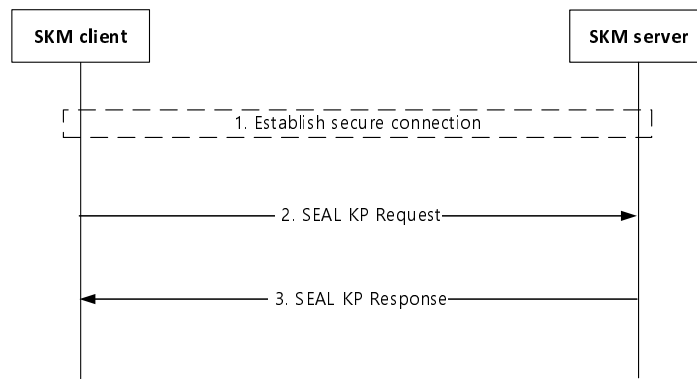 SKM client
SKM server
1. Establish secure connection
2. SEAL KP Request
3. SEAL KP Response